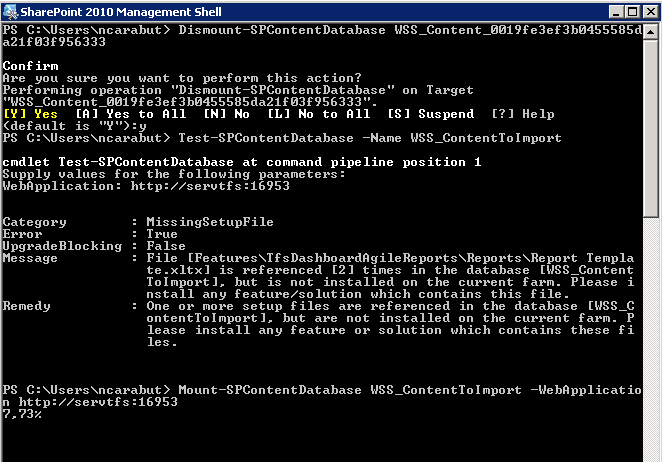 SharePoint 2010 Management Shell
PS C:\Users\ncarabut> Dismount-SPContentDatabase WSS_Content_0019fe3ef3b0455585d
a21f03f956333
Confirm
Are you sure you want to perform this action?
Performing operation "Dismount-SPContentDatabase" on Target
"WSS_Content_0019fe3ef3b0455585da21f03f956333".
[Y] Yes  [A] Yes to All  [N] No  [L] No to All  [S] Suspend  [?] Help
(default is "Y"):y
PS C:\Users\ncarabut> Test-SPContentDatabase -Name WSS_ContentToImport
cmdlet Test-SPContentDatabase at command pipeline position 1
Supply values for the following parameters:
WebApplication: http://servtfs:16953
Category        : MissingSetupFile
Error           : True
UpgradeBlocking : False
Message         : File [Features\TfsDashboardAgileReports\Reports\Report Templa
te.xltx] is referenced [2] times in the database [WSS_Content
ToImport], but is not installed on the current farm. Please i
nstall any feature/solution which contains this file.
Remedy          : One or more setup files are referenced in the database [WSS_C
ontentToImport], but are not installed on the current farm. P
lease install any feature or solution which contains these fi
les.
PS C:\Users\ncarabut> Mount-SPContentDatabase WSS_ContentToImport -WebApplicatio
n http://servtfs:16953
7,73%